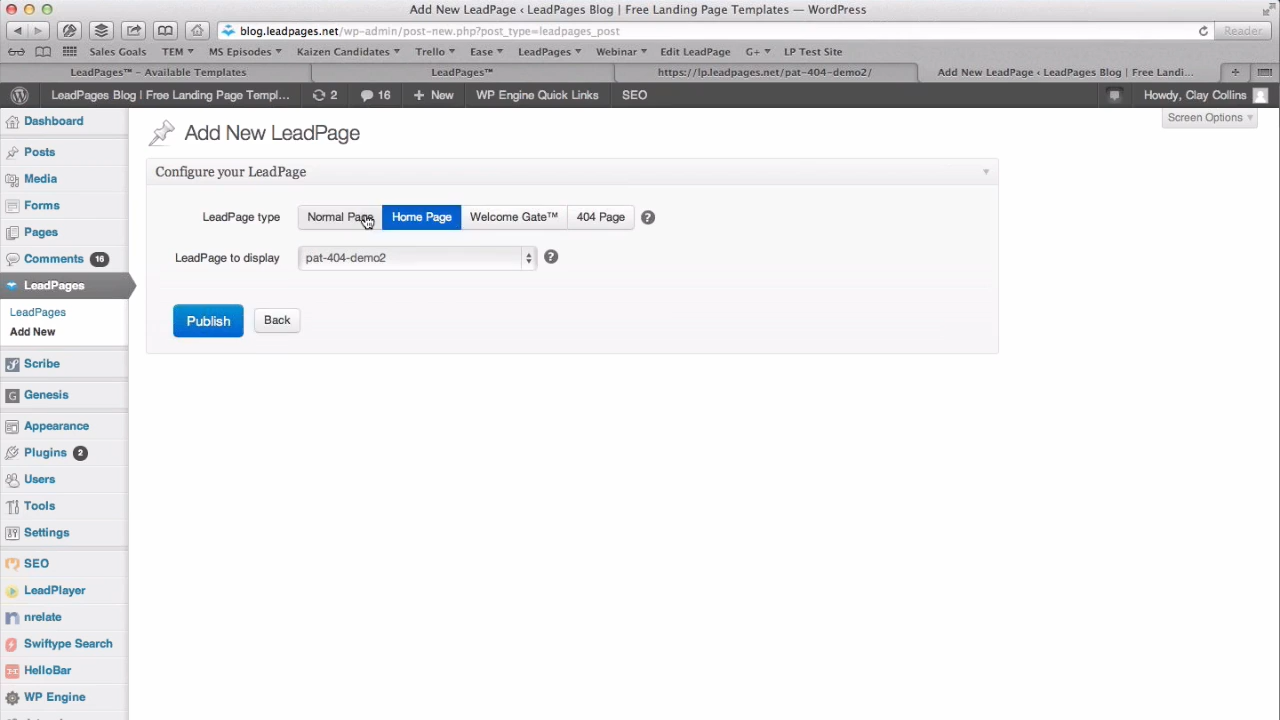 Add New LeadPage ‹ LeadPages Blog | Free Landing Page Templates — WordPress
blog.leadpages.net/wp-admin/post-new.php?post_type=leadpages_post
Reader
Sales Goals TEM MS Episodes Kaizen Candidates Trello Ease LeadPages Webinar Edit LeadPage G+ LP Test Site
LeadPages™ – Available Templates
LeadPages™
https://lp.leadpages.net/pat-404-demo2/
Add New LeadPage ‹ LeadPages Blog | Free Landi...
LeadPages Blog | Free Landing Page Templ... 2 16 + New WP Engine Quick Links SEO Howdy, Clay Collins
Screen Options
Dashboard
Posts
Media
Forms
Pages
Comments 16
LeadPages
LeadPages
Add New
Scribe
Genesis
Appearance
Plugins 2
Users
Tools
Settings
SEO
LeadPlayer
nrelate
Swiftype Search
HelloBar
WP Engine
Add New LeadPage
Configure your LeadPage
LeadPage type Normal Page Home Page Welcome Gate™ 404 Page ?
LeadPage to display pat-404-demo2 ?
Publish Back